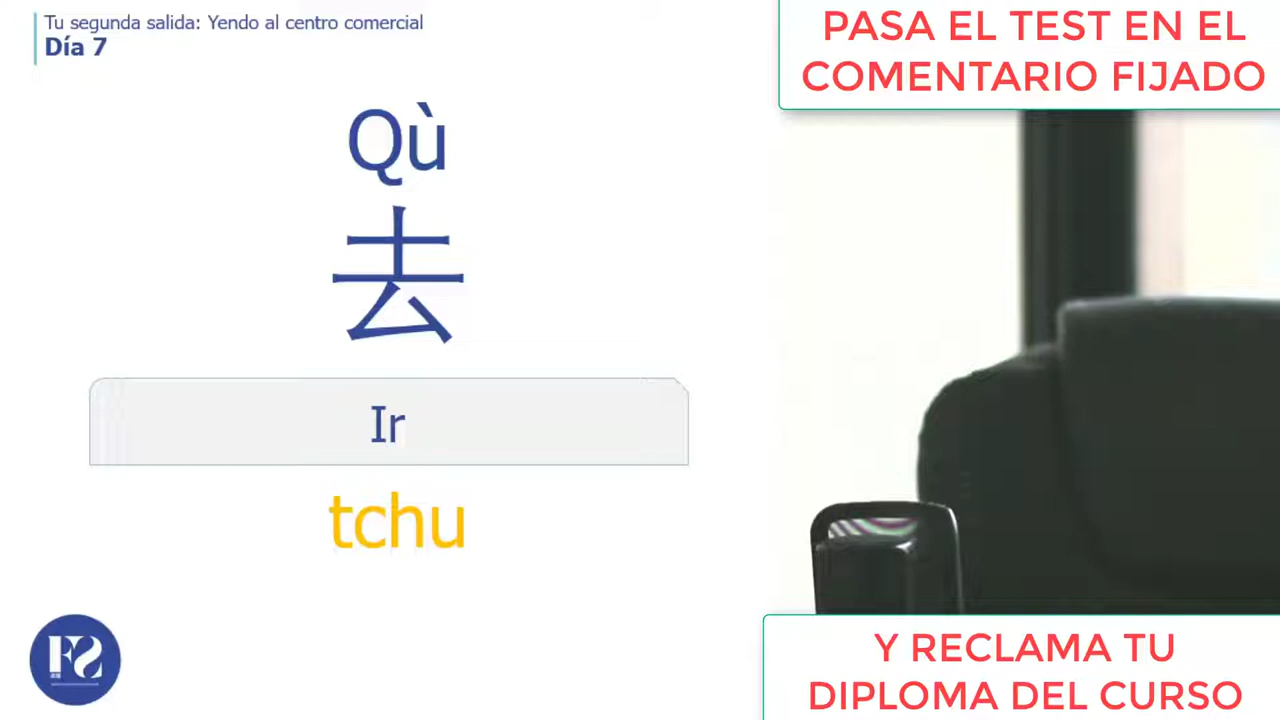 Tu segunda salida: Yendo al centro comercial
Día 7
Qù
去
Ir
tchu
PASA EL TEST EN EL
COMENTARIO FIJADO
Y RECLAMA TU
DIPLOMA DEL CURSO